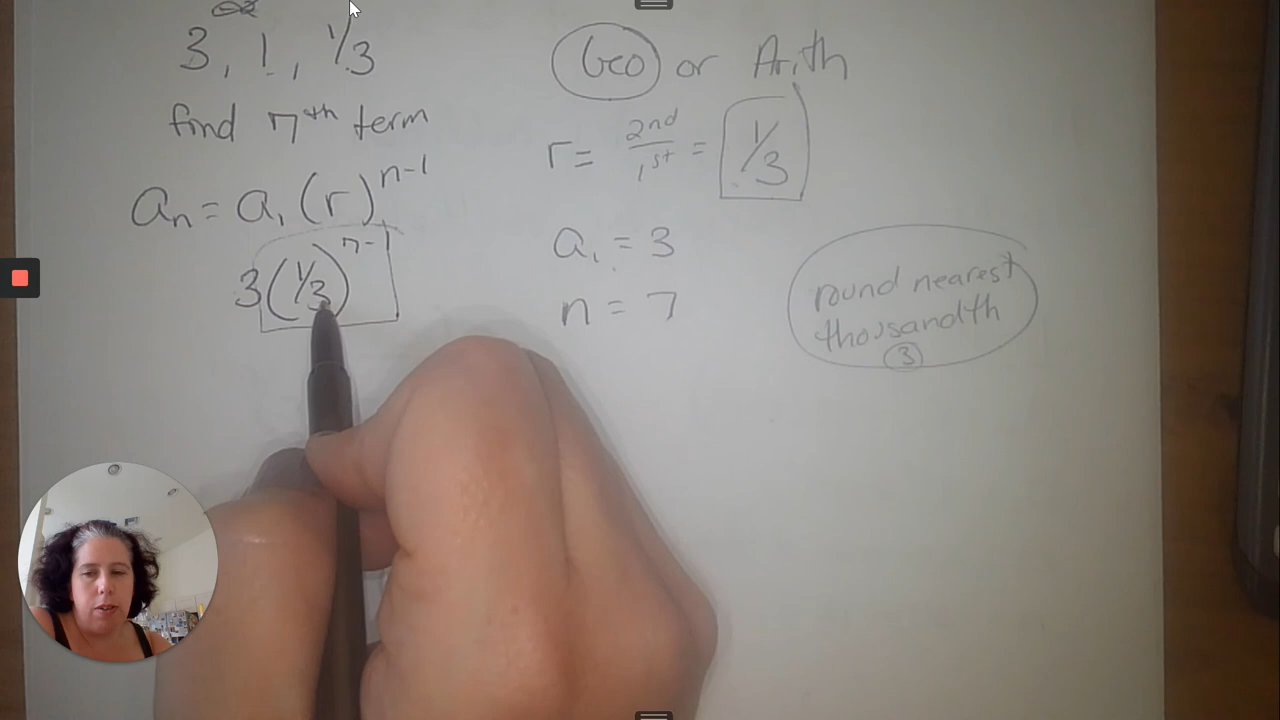 3, 1, 1/3
find 7th term
aₙ = a₁(r)ⁿ⁻¹
3(1/3)⁷⁻¹
Geo or Arith
r = 2nd/1st = 1/3
a₁ = 3
n = 7
round nearest
thousandth
3